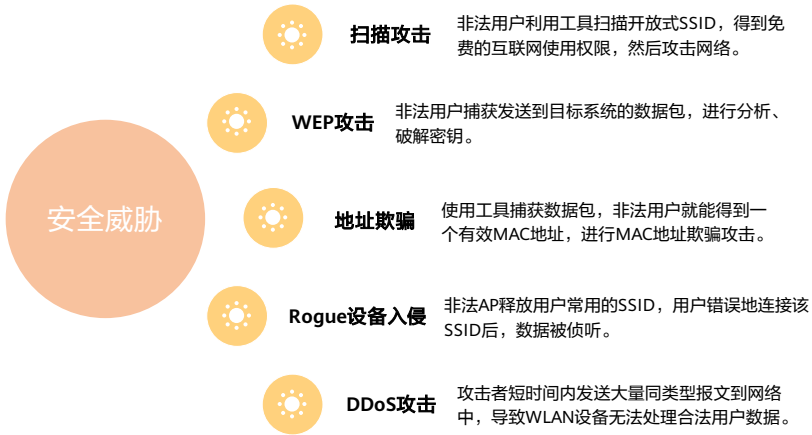 安全威胁
扫描攻击
非法用户利用工具扫描开放式SSID，得到免
费的互联网使用权限，然后攻击网络。
WEP攻击
非法用户捕获发送到目标系统的数据包，进行分析、
破解密钥。
地址欺骗
使用工具捕获数据包，非法用户就能得到一
个有效MAC地址，进行MAC地址欺骗攻击。
Rogue设备入侵
非法AP释放用户常用的SSID，用户错误地连接该
SSID后，数据被侦听。
DDoS攻击
攻击者短时间内发送大量同类型报文到网络
中，导致WLAN设备无法处理合法用户数据。